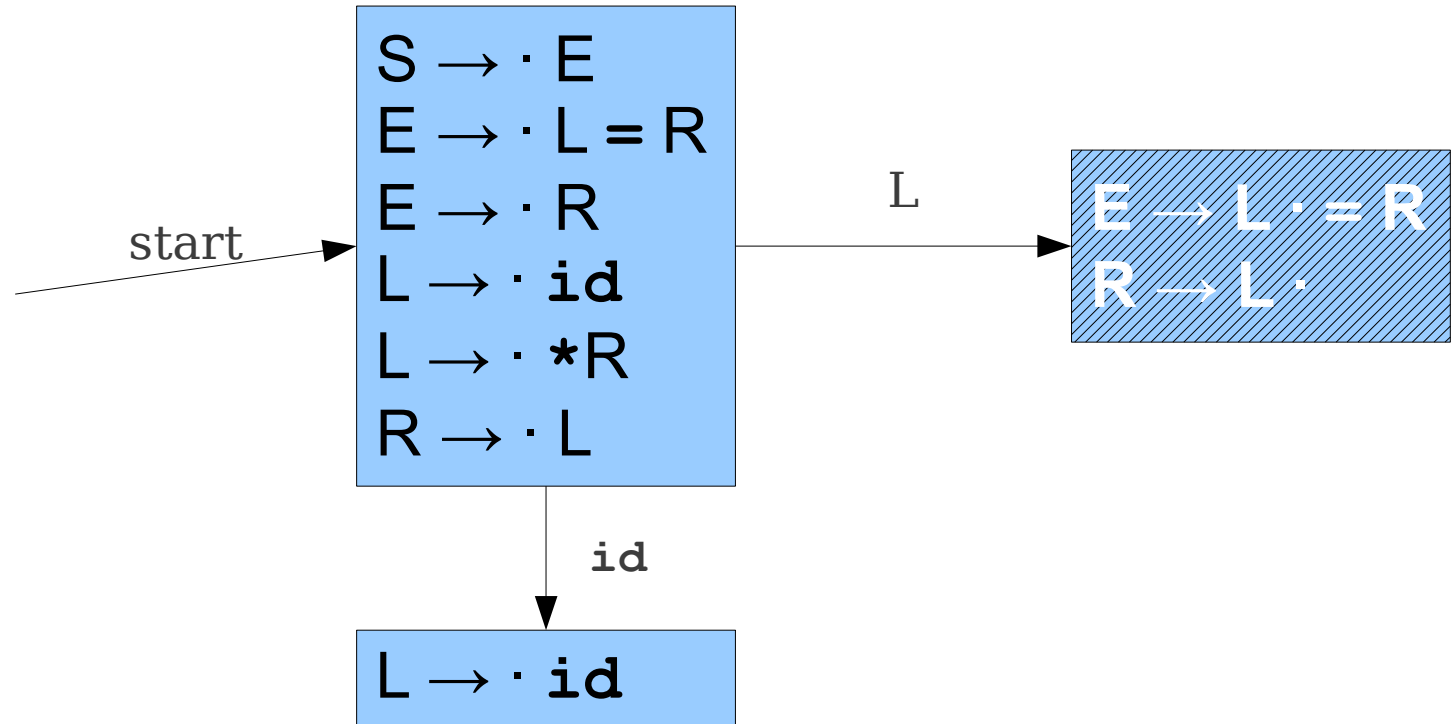 S → · E
E → · L = R
E → · R
L → · id
L → · *R
R → · L
start
L
E → L · = R
R → L ·
id
L → · id